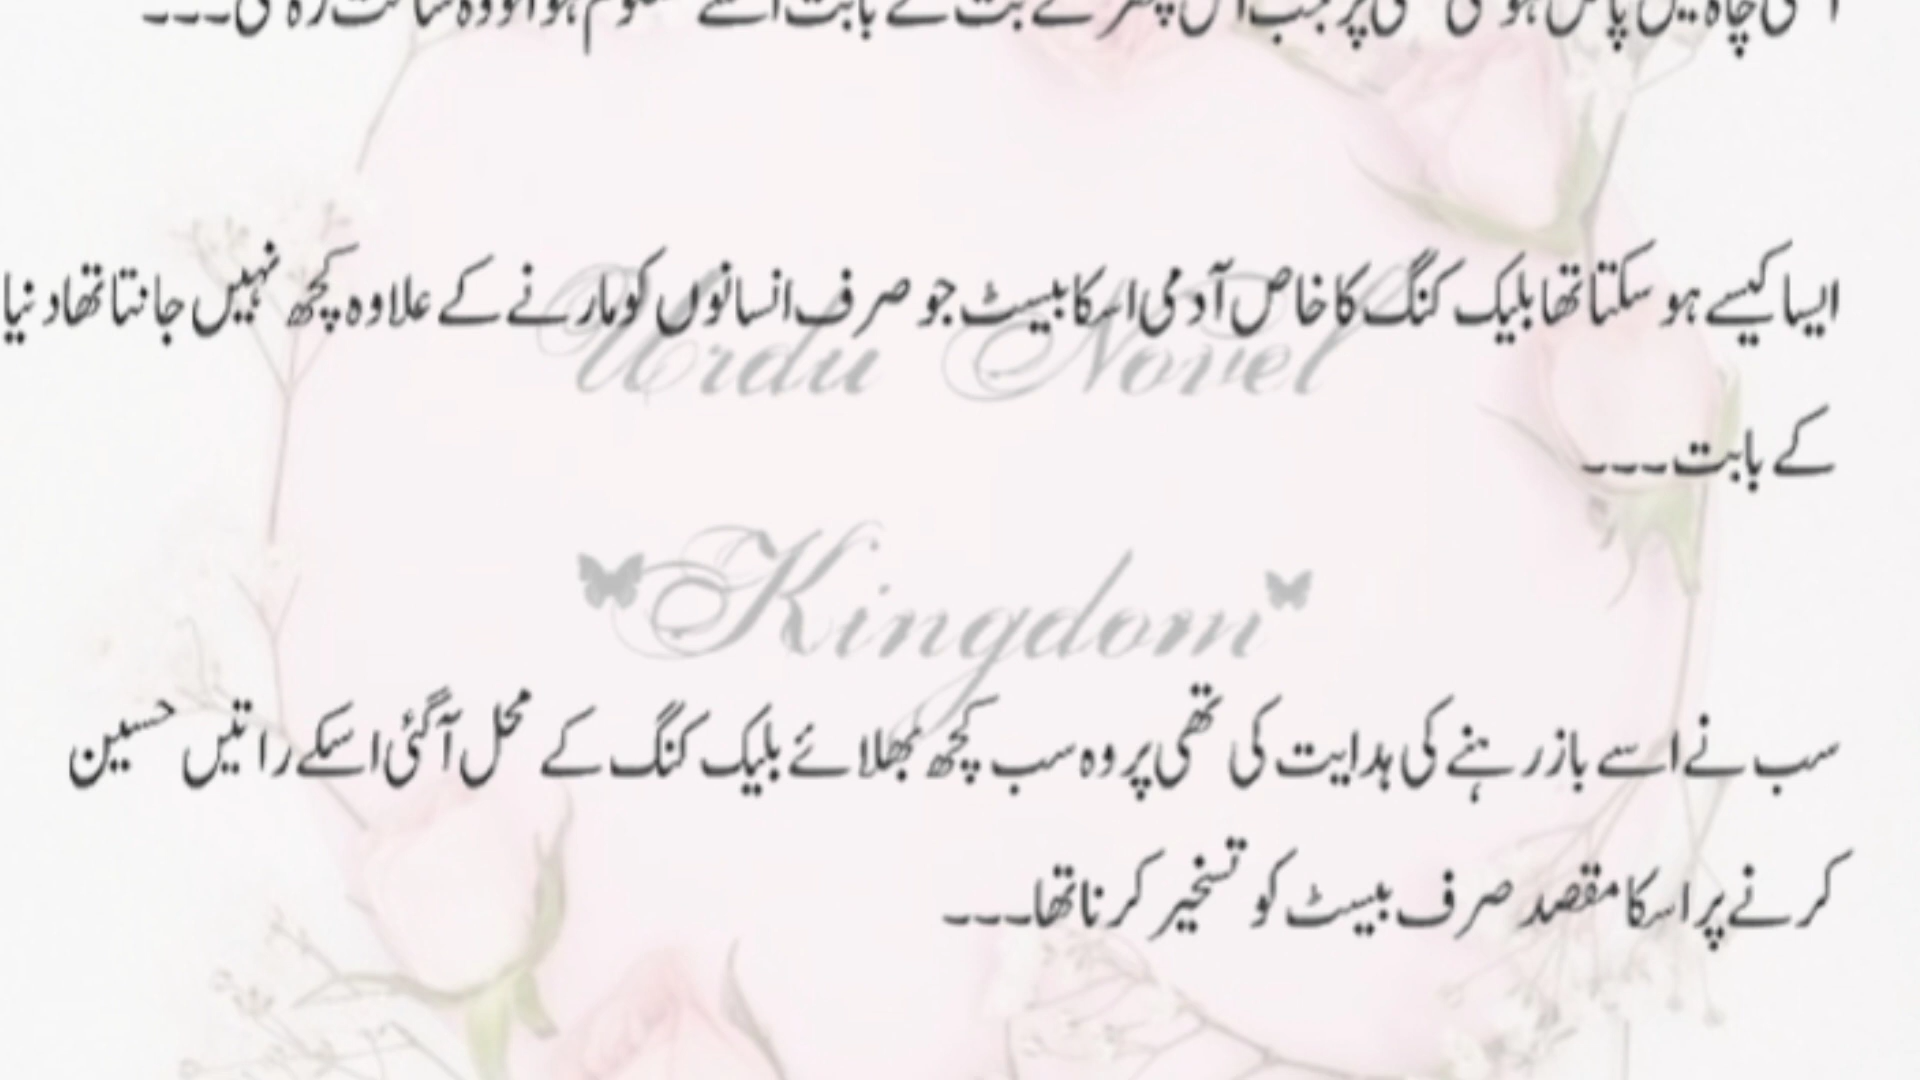 ایسا کیسے ہو سکتا تھا بلیک کنگ کا خاص آدمی اسکا بیسٹ جو صرف انسانوں کو مارنے کے علاوہ کچھ نہیں جانتا تھا دنیا
Urdu Novel
کے بابت۔۔۔
Kingdom
سب نے اسے باز رہنے کی ہدایت کی تھی پر وہ سب کچھ بھلائے بلیک کنگ کے محل آگئی اسکے راتیں حسین
کرنے پر اسکا مقصد صرف بیسٹ کو تسخیر کرنا تھا۔۔۔